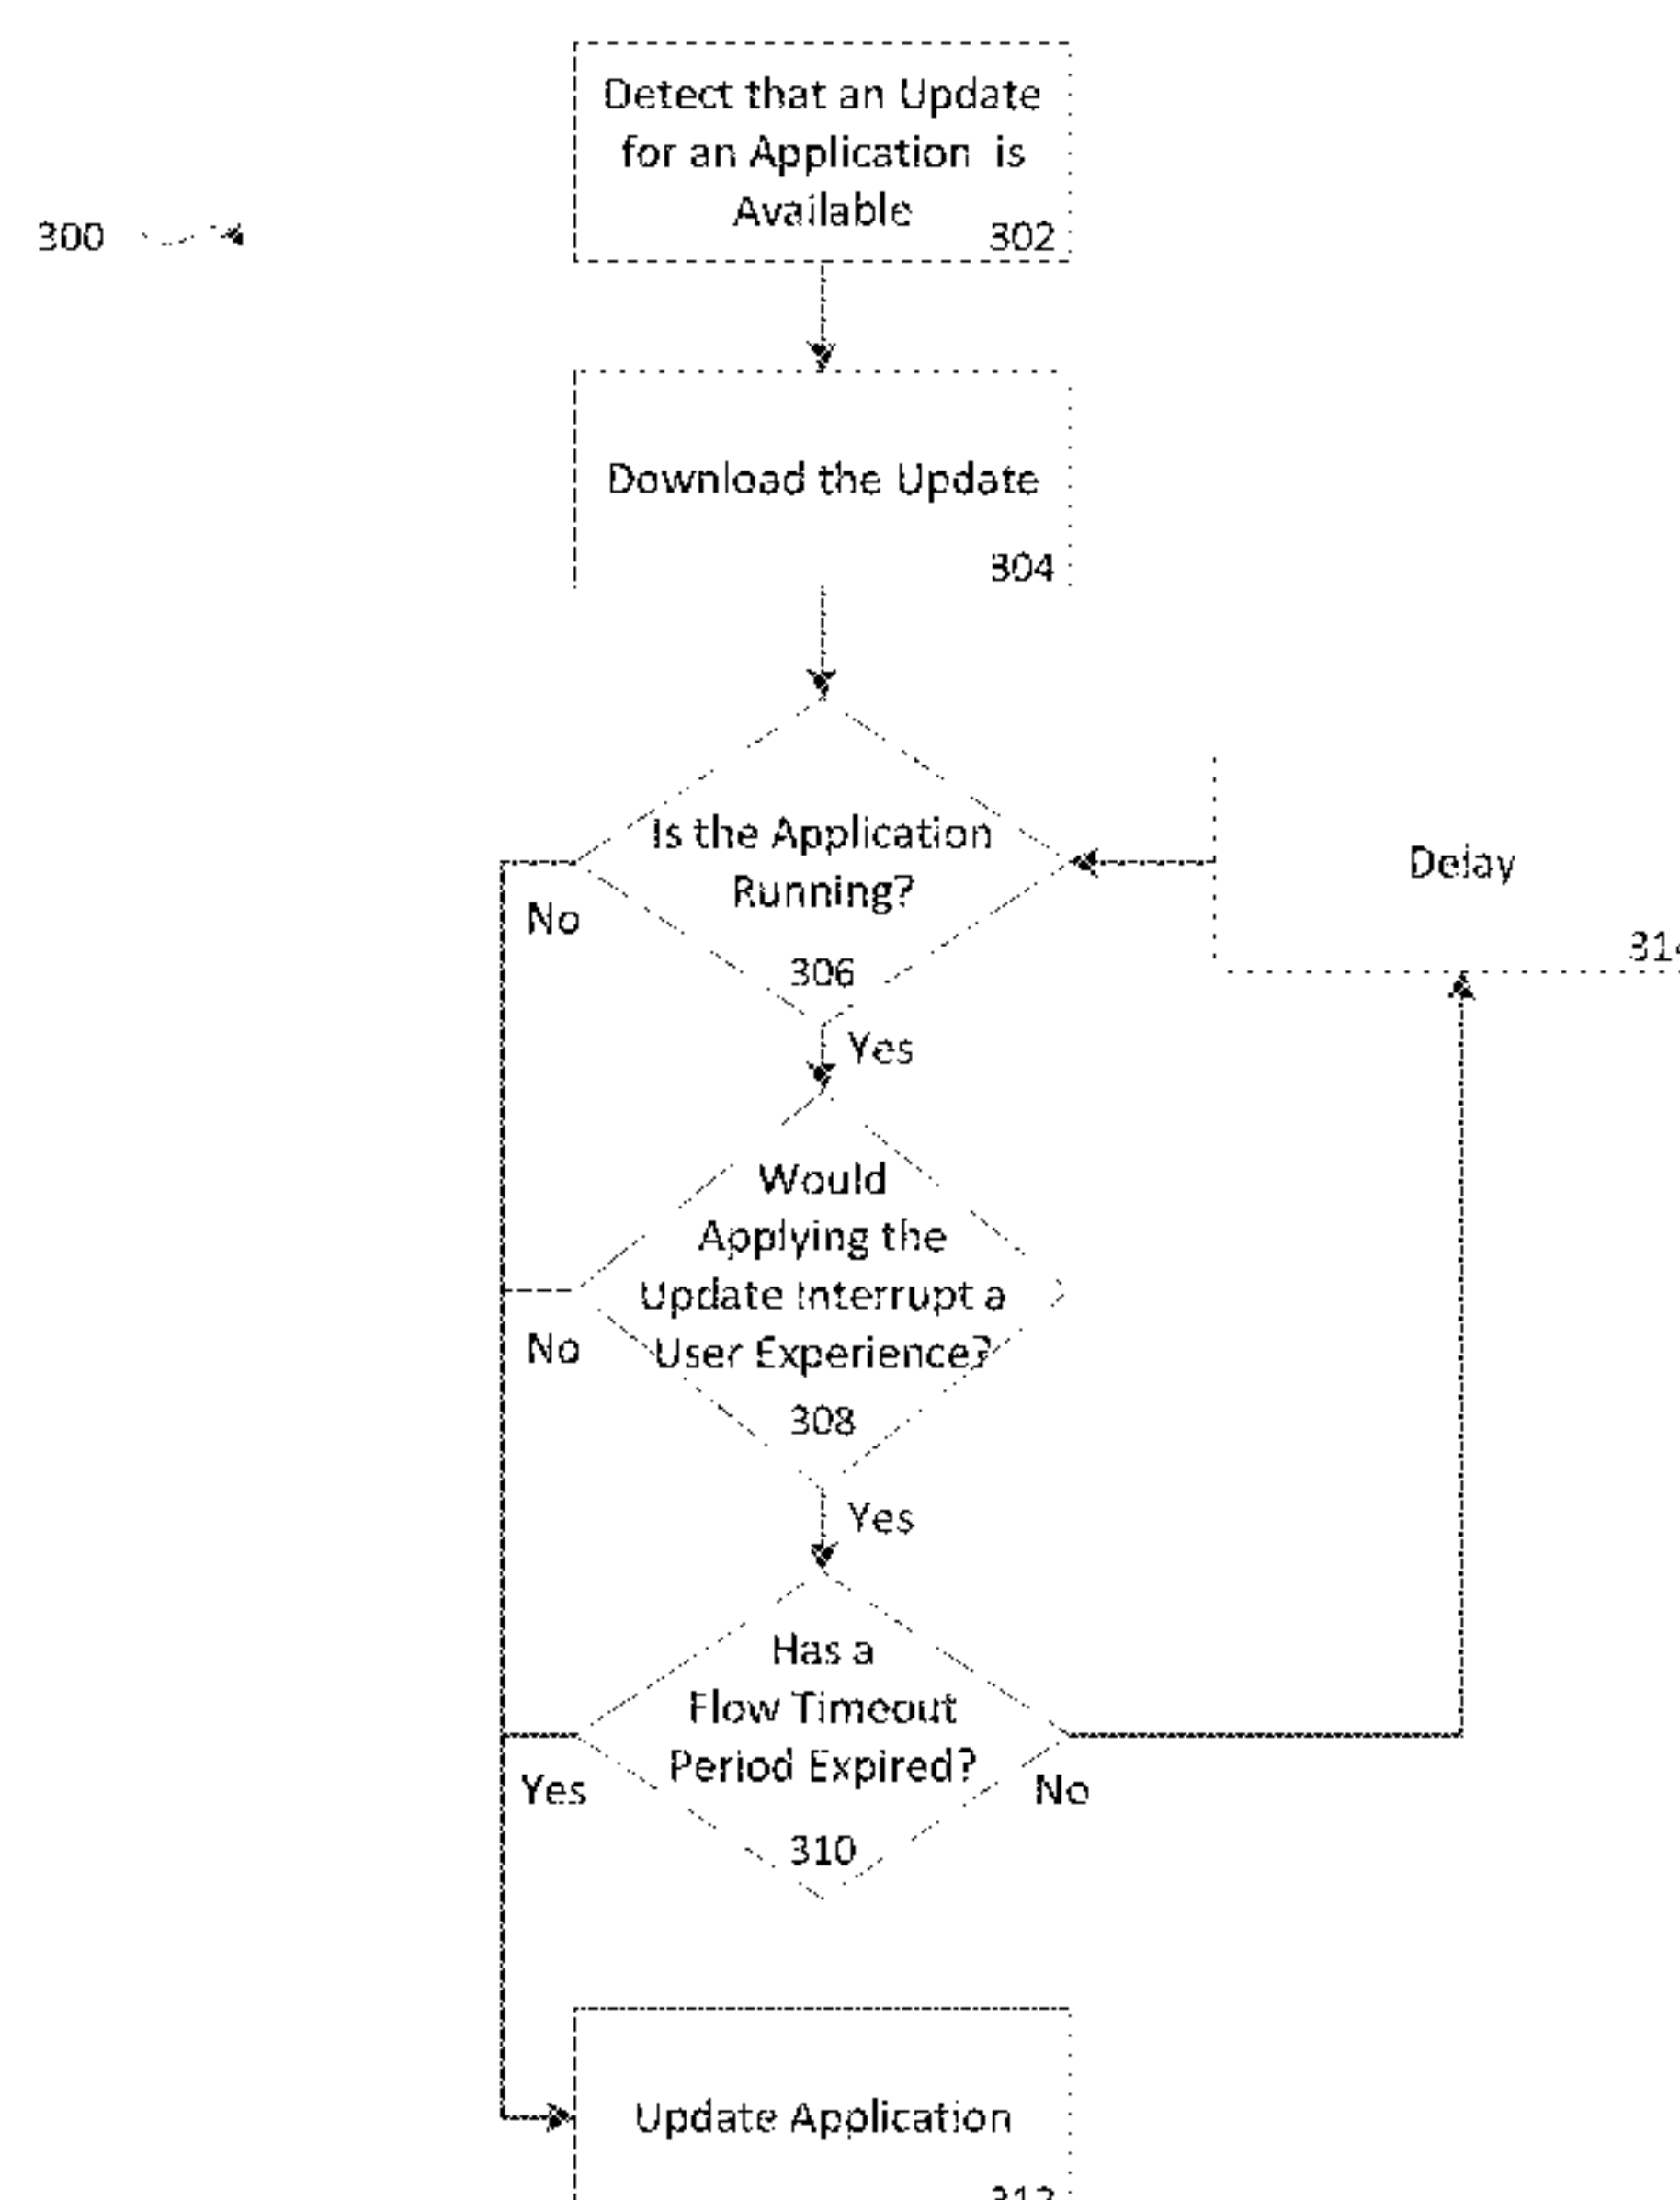 Detect that an Update
for an Application is
Available
302
300
Download the Update
304
Is the Application
Running?
306
No
Yes
Delay
314
Would
Applying the
Update Interrupt a
User Experience?
308
No
Yes
Has a
Flow Timeout
Period Expired?
310
Yes
No
Update Application
312